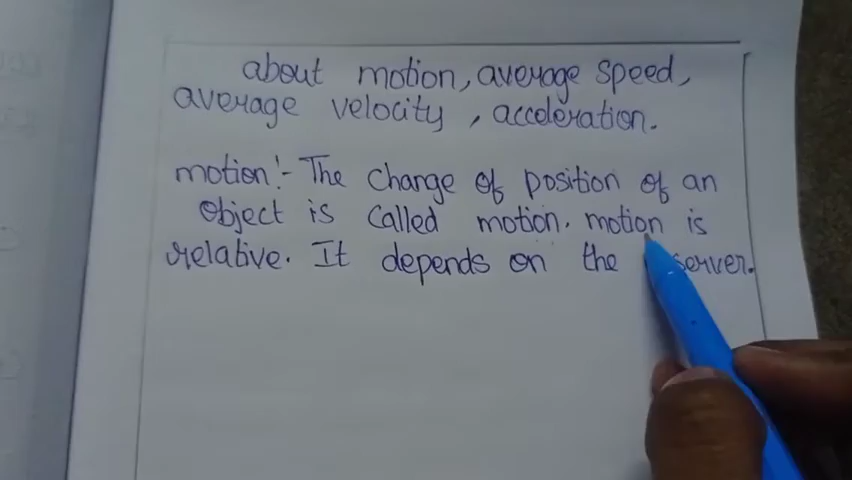 about motion, average speed,
average velocity, acceleration.
motion:- The change of position of an
object is called motion. motion is
relative. It depends on the